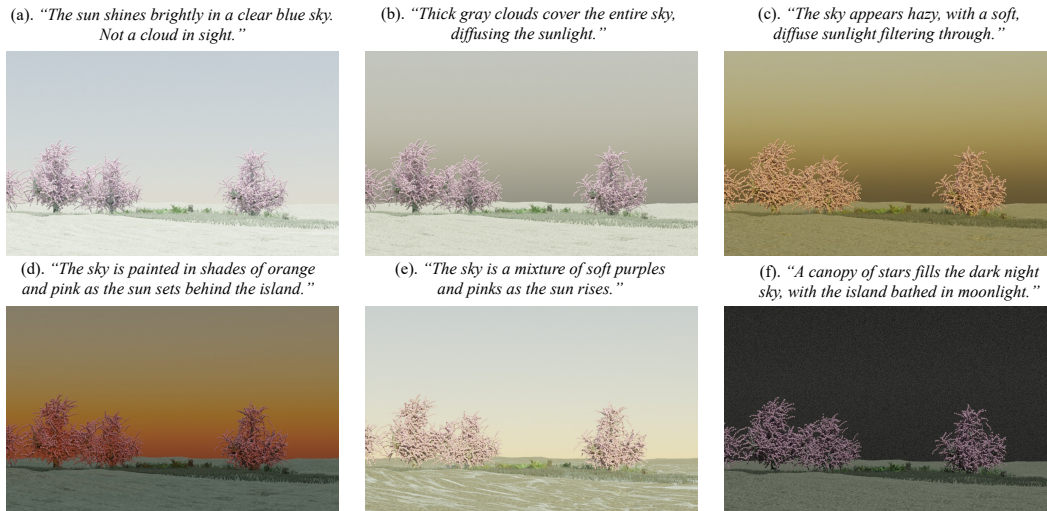 (a). “The sun shines brightly in a clear blue sky.
Not a cloud in sight.”
(b). “Thick gray clouds cover the entire sky,
diffusing the sunlight.”
(c). “The sky appears hazy, with a soft,
diffuse sunlight filtering through.”
(d). “The sky is painted in shades of orange
and pink as the sun sets behind the island.”
(e). “The sky is a mixture of soft purples
and pinks as the sun rises.”
(f). “A canopy of stars fills the dark night
sky, with the island bathed in moonlight.”